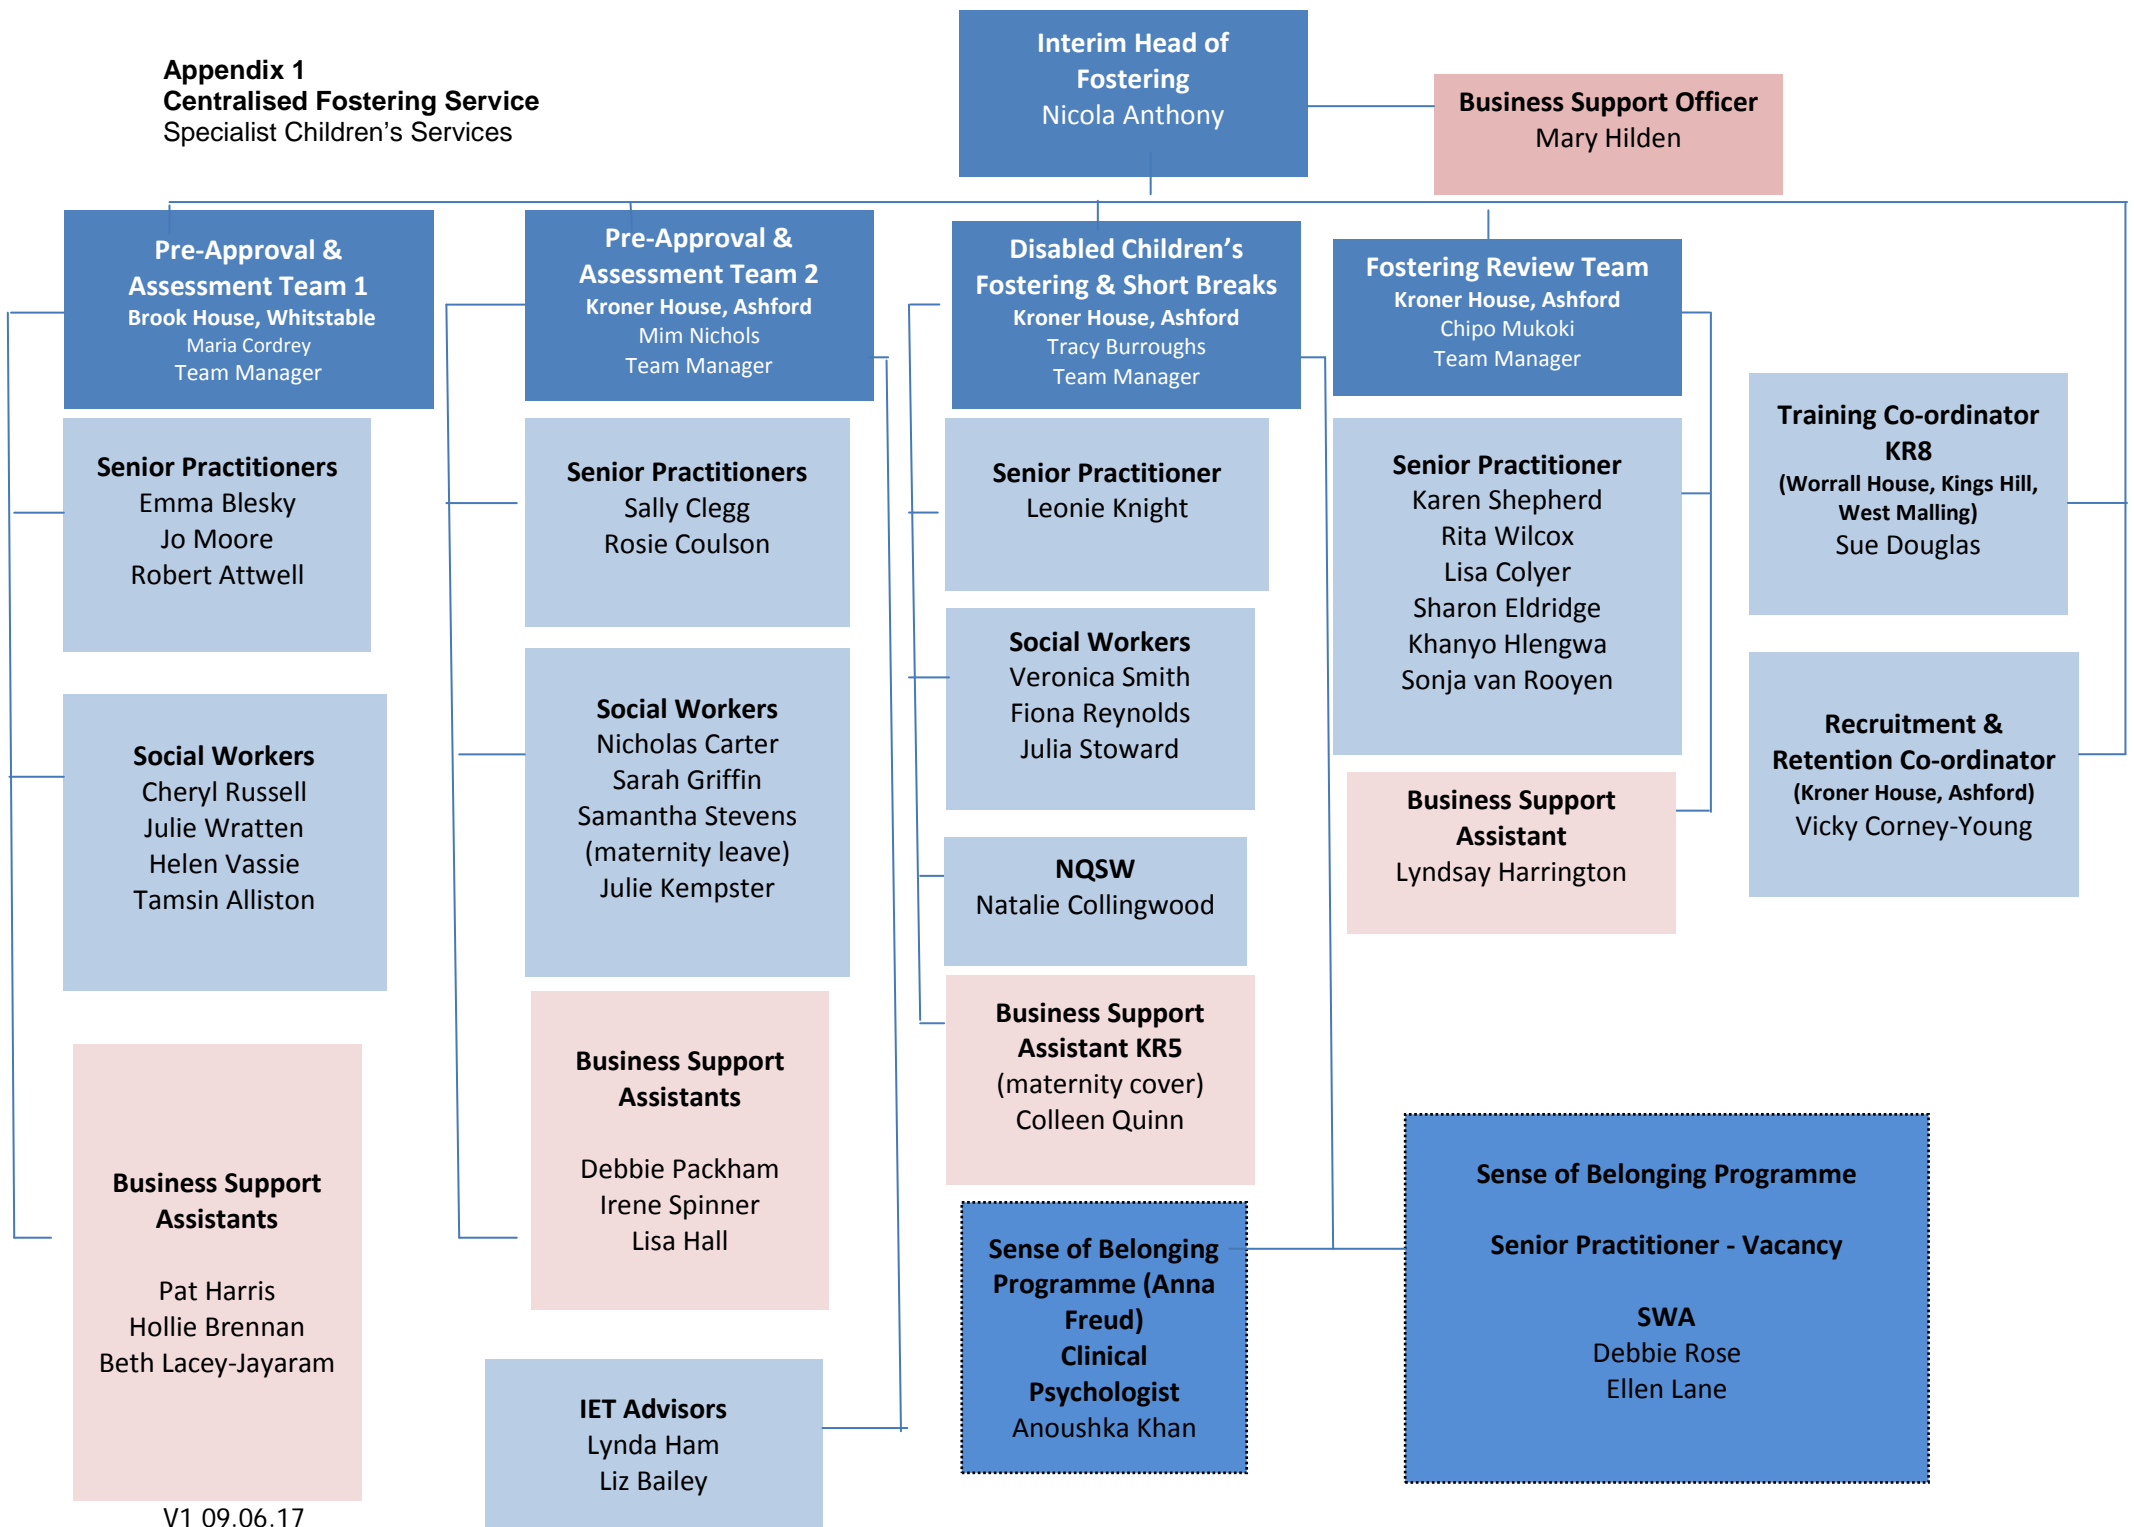 Appendix 1
Centralised Fostering Service
Specialist Children's Services
Interim Head of
Fostering
Nicola Anthony
Business Support Officer
Mary Hilden
Pre-Approval &
Assessment Team 1
Brook House, Whitstable
Maria Cordrey
Team Manager
Senior Practitioners
Emma Blesky
Jo Moore
Robert Attwell
Social Workers
Cheryl Russell
Julie Wratten
Helen Vassie
Tamsin Alliston
Business Support
Assistants
Pat Harris
Hollie Brennan
Beth Lacey-Jayaram
Pre-Approval &
Assessment Team 2
Kroner House, Ashford
Mim Nichols
Team Manager
Senior Practitioners
Sally Clegg
Rosie Coulson
Social Workers
Nicholas Carter
Sarah Griffin
Samantha Stevens
(maternity leave)
Julie Kempster
Business Support
Assistants
Debbie Packham
Irene Spinner
Lisa Hall
IET Advisors
Lynda Ham
Liz Bailey
Disabled Children's
Fostering & Short Breaks
Kroner House, Ashford
Tracy Burroughs
Team Manager
Senior Practitioner
Leonie Knight
Social Workers
Veronica Smith
Fiona Reynolds
Julia Stoward
NQSW
Natalie Collingwood
Business Support
Assistant KR5
(maternity cover)
Colleen Quinn
Sense of Belonging
Programme (Anna
Freud)
Clinical
Psychologist
Anoushka Khan
Sense of Belonging Programme
Senior Practitioner - Vacancy
SWA
Debbie Rose
Ellen Lane
Fostering Review Team
Kroner House, Ashford
Chipo Mukoki
Team Manager
Senior Practitioner
Karen Shepherd
Rita Wilcox
Lisa Colyer
Sharon Eldridge
Khanyo Hlengwa
Sonja van Rooyen
Business Support
Assistant
Lyndsay Harrington
Training Co-ordinator
KR8
(Worrall House, Kings Hill,
West Malling)
Sue Douglas
Recruitment &
Retention Co-ordinator
(Kroner House, Ashford)
Vicky Corney-Young
V1 09.06.17